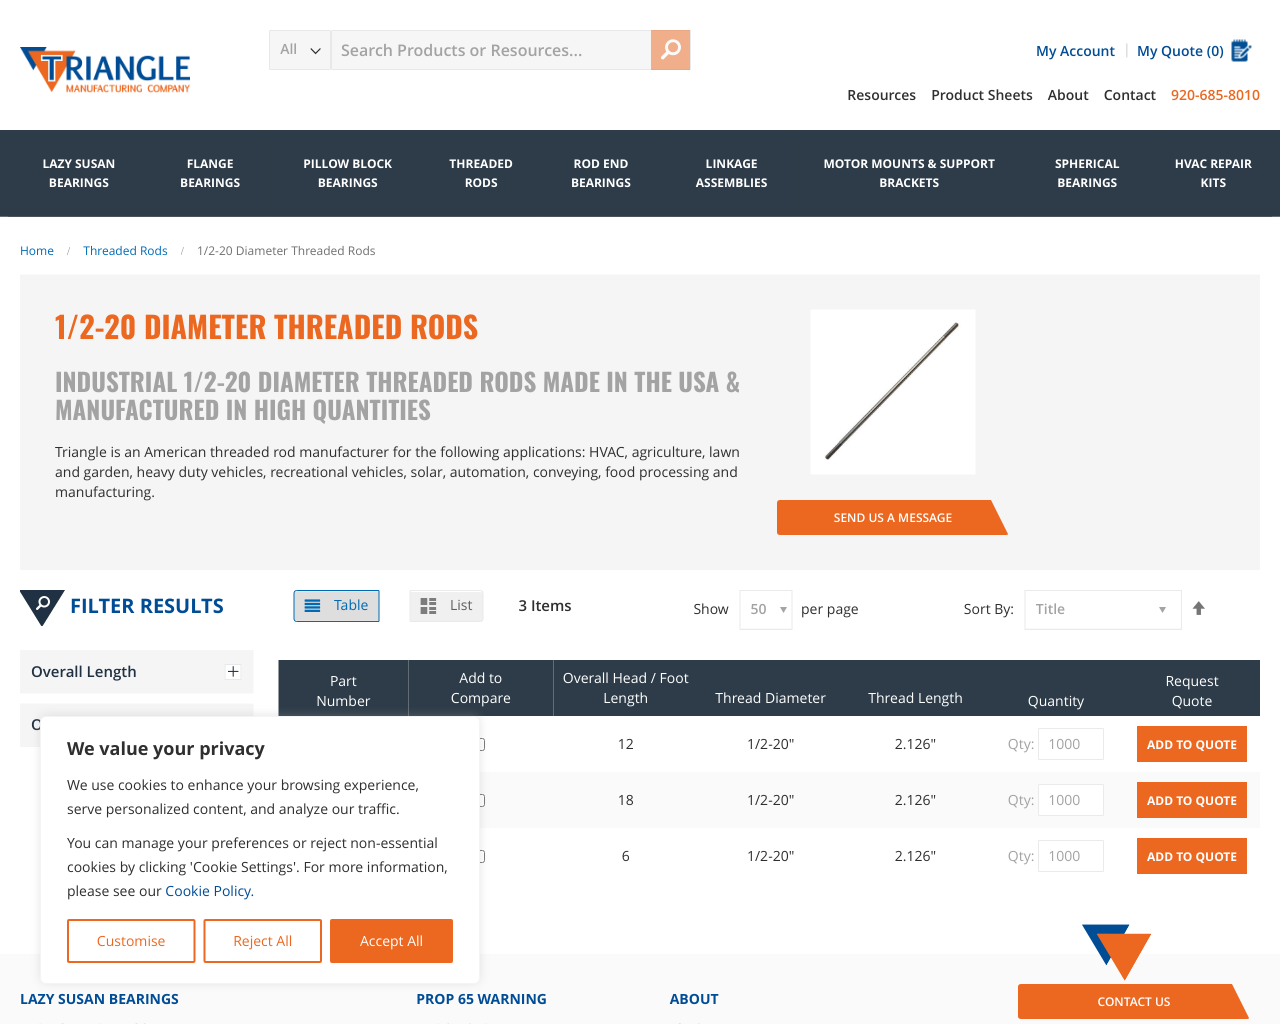 TRIANGLE
MANUFACTURING COMPANY
All
Search Products or Resources...
My Account
My Quote (0)
Resources
Product Sheets
About
Contact
920-685-8010
LAZY SUSAN
BEARINGS
FLANGE
BEARINGS
PILLOW BLOCK
BEARINGS
THREADED
RODS
ROD END
BEARINGS
LINKAGE
ASSEMBLIES
MOTOR MOUNTS & SUPPORT
BRACKETS
SPHERICAL
BEARINGS
HVAC REPAIR
KITS
Home / Threaded Rods / 1/2-20 Diameter Threaded Rods
1/2-20 DIAMETER THREADED RODS
INDUSTRIAL 1/2-20 DIAMETER THREADED RODS MADE IN THE USA &
MANUFACTURED IN HIGH QUANTITIES
Triangle is an American threaded rod manufacturer for the following applications: HVAC, agriculture, lawn
and garden, heavy duty vehicles, recreational vehicles, solar, automation, conveying, food processing and
manufacturing.
SEND US A MESSAGE
FILTER RESULTS
Table
List
3 Items
Show 50 per page
Sort By: Title
Overall Length
Part
Number
Add to
Compare
Overall Head / Foot
Length
Thread Diameter
Thread Length
Quantity
Request
Quote
12 1/2-20" 2.126" Qty: 1000 ADD TO QUOTE
18 1/2-20" 2.126" Qty: 1000 ADD TO QUOTE
6 1/2-20" 2.126" Qty: 1000 ADD TO QUOTE
We value your privacy
We use cookies to enhance your browsing experience,
serve personalized content, and analyze our traffic.
You can manage your preferences or reject non-essential
cookies by clicking 'Cookie Settings'. For more information,
please see our Cookie Policy.
Customise
Reject All
Accept All
LAZY SUSAN BEARINGS
PROP 65 WARNING
ABOUT
CONTACT US